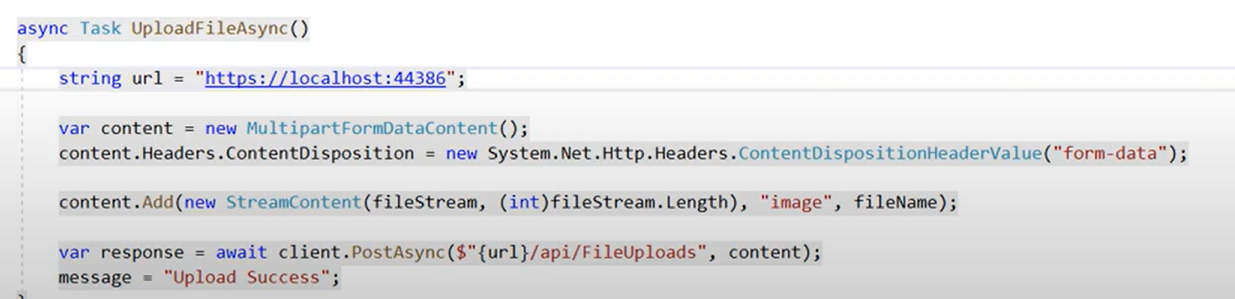 async Task UploadFileAsync()
{
string url = "https://localhost:44386";
var content = new MultipartFormDataContent();
content.Headers.ContentDisposition = new System.Net.Http.Headers.ContentDispositionHeaderValue("form-data");
content.Add(new StreamContent(fileStream, (int)fileStream.Length), "image", fileName);
var response = await client.PostAsync($"{url}/api/FileUploads", content);
message = "Upload Success";
}